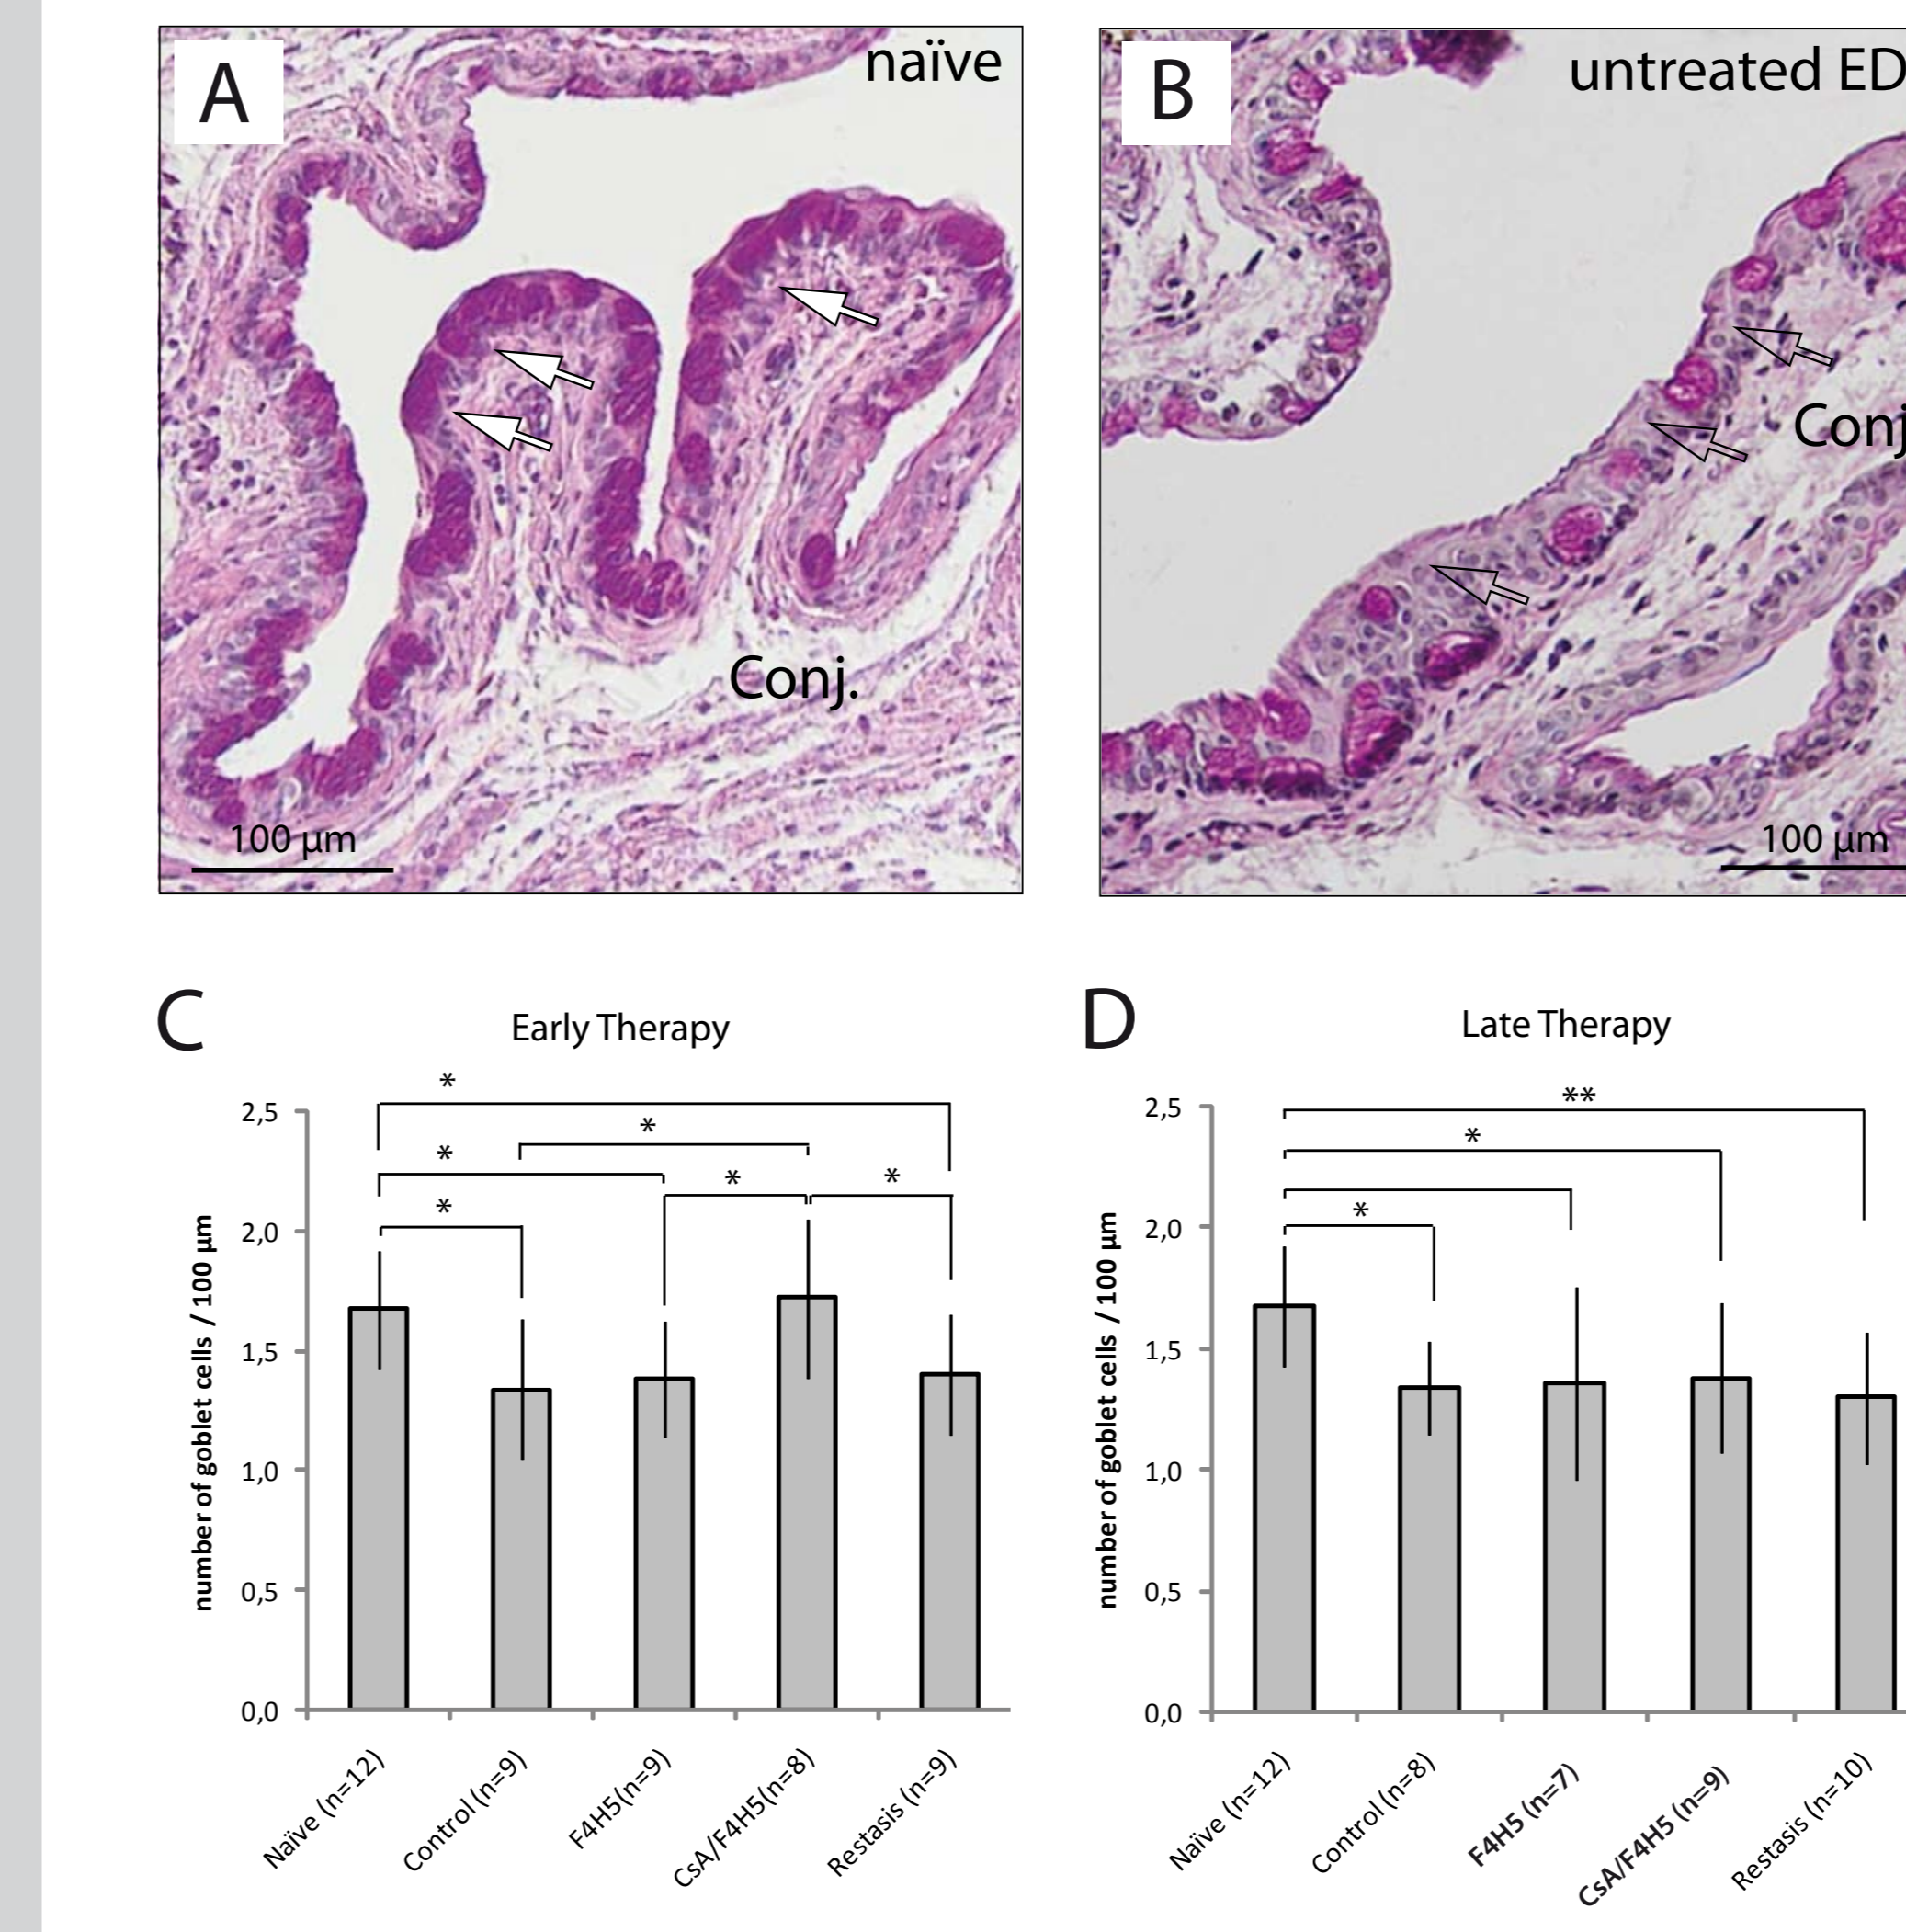 A
naïve
Conj.
100 µm
B
untreated ED
Conj
100 µm
C
Early Therapy
*
*
*
*
*
*
2,5
2,0
1,5
1,0
0,5
0,0
number of goblet cells / 100 µm
Naïve (n=12)
Control (n=9)
F4H5(n=9)
CsA/F4H5(n=8)
Restasis (n=9)
D
Late Therapy
**
*
*
2,5
2,0
1,5
1,0
0,5
0,0
number of goblet cells / 100 µm
Naïve (n=12)
Control (n=8)
F4H5 (n=7)
CsA/F4H5 (n=9)
Restasis (n=10)